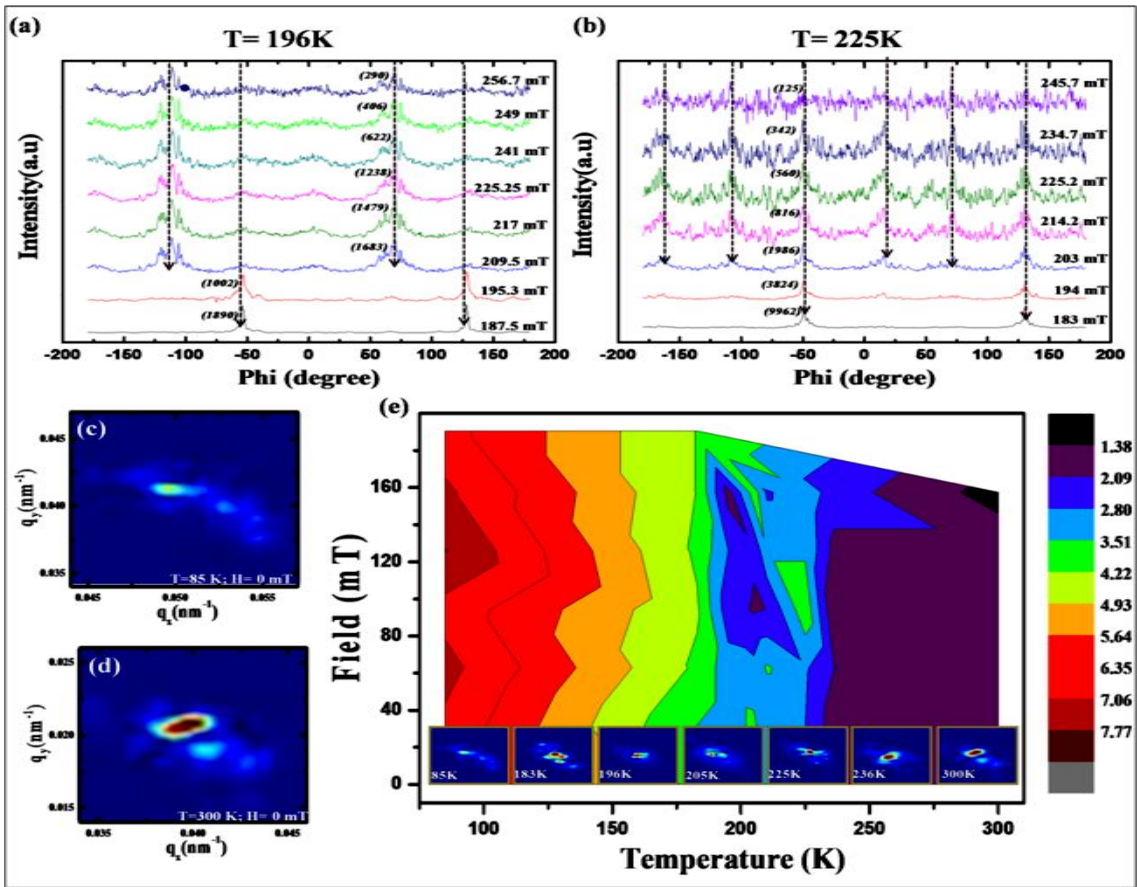 (a)
T= 196K
Intensity(a.u)
(290)
256.7 mT
(406)
249 mT
(622)
241 mT
(1238)
225.25 mT
(1479)
217 mT
(1683)
209.5 mT
(1002)
195.3 mT
(1890)
187.5 mT
-200 -150 -100 -50 0 50 100 150 200
Phi (degree)
(b)
T= 225K
Intensity(a.u)
(125)
245.7 mT
(342)
234.7 mT
(560)
225.2 mT
(816)
214.2 mT
(1986)
203 mT
(3824)
194 mT
(9962)
183 mT
-200 -150 -100 -50 0 50 100 150 200
Phi (degree)
(c)
0.045
0.040
0.035
qy(nm-1)
T=85 K; H= 0 mT
0.045 0.050 0.055
qx(nm-1)
(d)
0.025
0.020
0.015
qy(nm-1)
T=300 K; H= 0 mT
0.035 0.040 0.045
qx(nm-1)
(e)
Field (mT)
160
120
80
40
0
85K 183K 196K 205K 225K 236K 300K
100 150 200 250 300
Temperature (K)
1.38
2.09
2.80
3.51
4.22
4.93
5.64
6.35
7.06
7.77